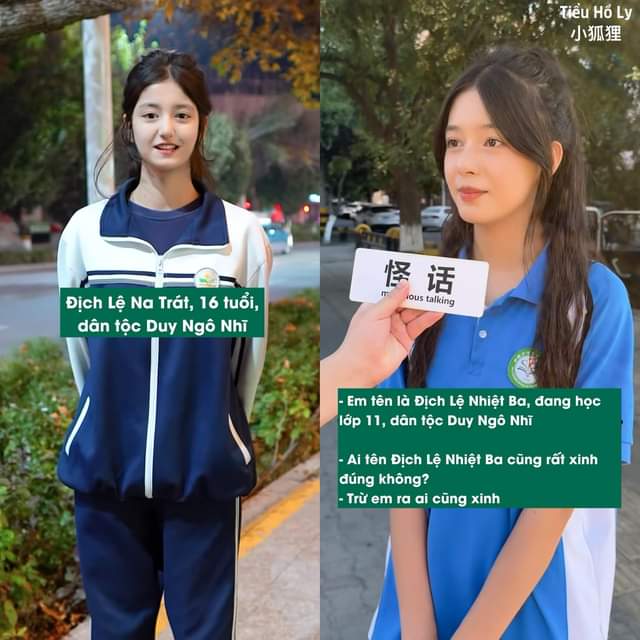 Tiểu Hồ Ly
小狐狸
Địch Lệ Na Trát, 16 tuổi,
dân tộc Duy Ngô Nhĩ
怪 话
talking
- Em tên là Địch Lệ Nhiệt Ba, đang học
lớp 11, dân tộc Duy Ngô Nhĩ
- Ai tên Địch Lệ Nhiệt Ba cũng rất xinh
đúng không?
- Trừ em ra ai cũng xinh